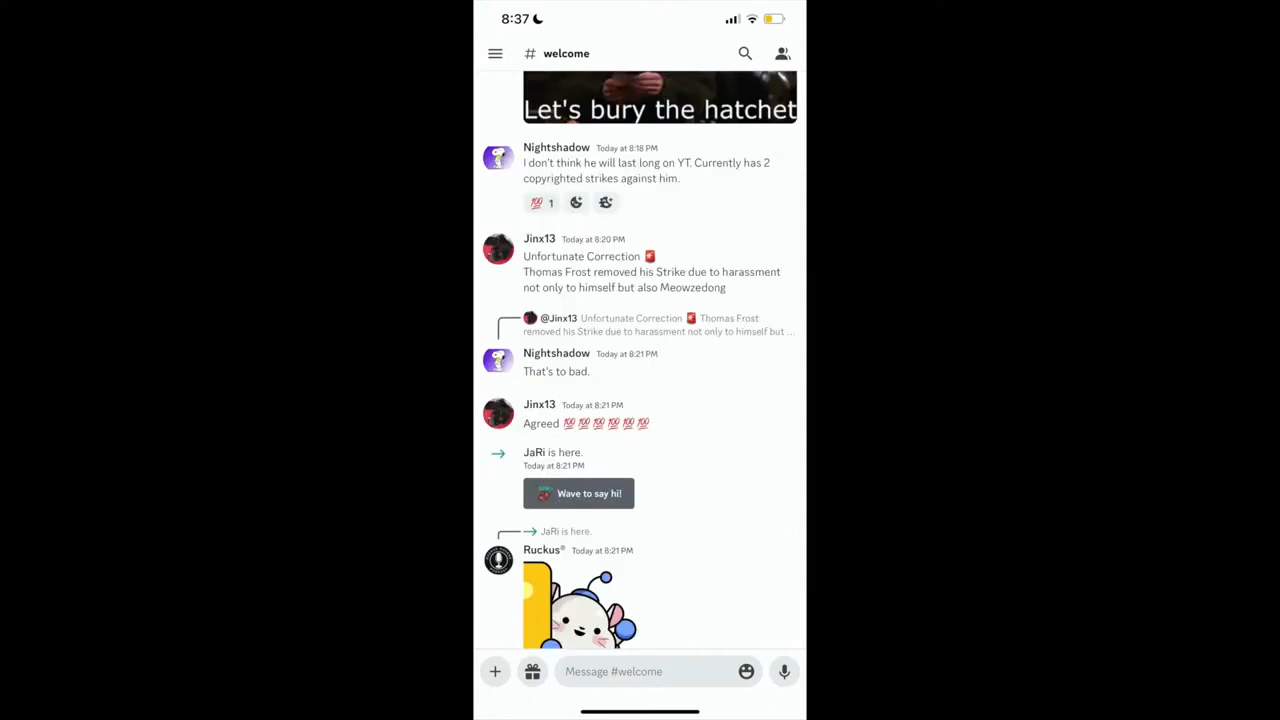 8:37
# welcome
Let's bury the hatchet
Nightshadow Today at 8:18 PM
I don't think he will last long on YT. Currently has 2
copyrighted strikes against him.
💯 1
Jinx13 Today at 8:20 PM
Unfortunate Correction 🚨
Thomas Frost removed his Strike due to harassment
not only to himself but also Meowzedong
@Jinx13 Unfortunate Correction 🚨 Thomas Frost
removed his Strike due to harassment not only to himself but ...
Nightshadow Today at 8:21 PM
That's to bad.
Jinx13 Today at 8:21 PM
Agreed 💯💯💯💯💯💯
JaRi is here.
Today at 8:21 PM
Wave to say hi!
JaRi is here.
Ruckus® Today at 8:21 PM
Message #welcome